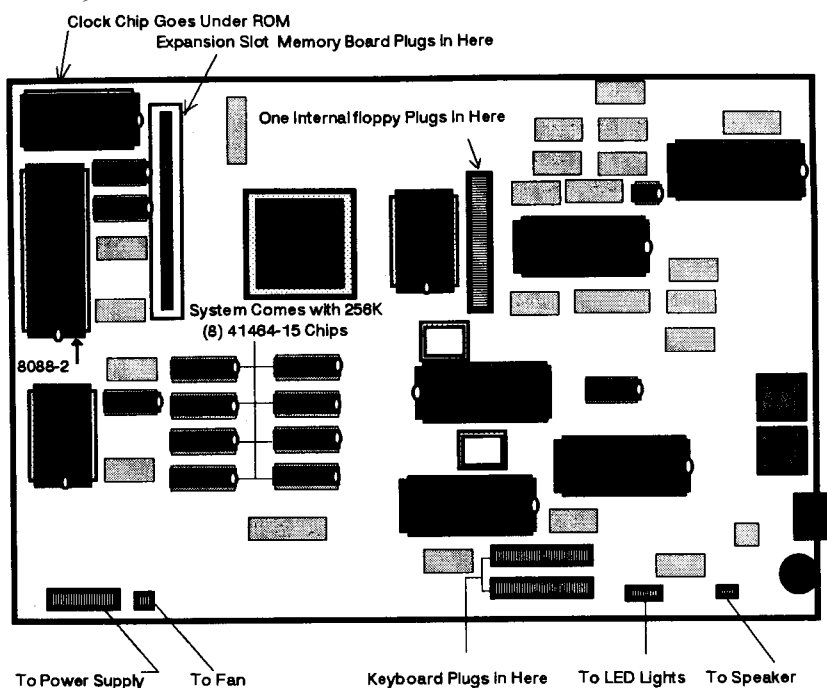 Clock Chip Goes Under ROM
Expansion Slot Memory Board Plugs in Here
One Internal floppy Plugs in Here
System Comes with 256K
(8) 41464-15 Chips
8088-2
To Power Supply
To Fan
Keyboard Plugs in Here
To LED Lights
To Speaker